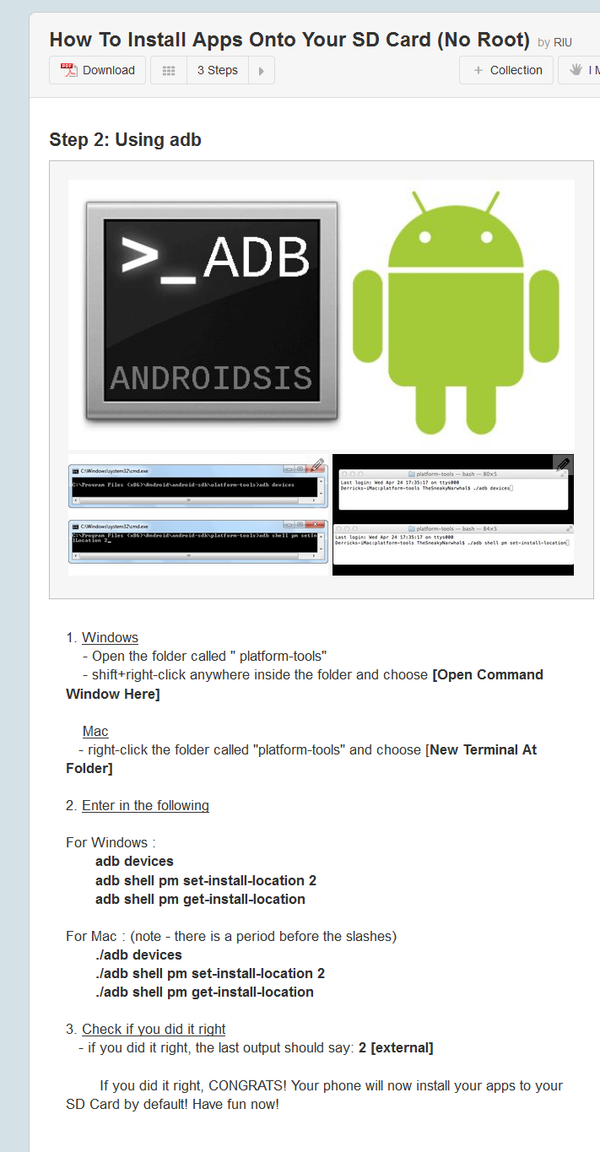 How To Install Apps Onto Your SD Card (No Root) by RIU
Download 3 Steps + Collection I M
Step 2: Using adb
>_ADB
ANDROIDSIS
C:\Windows\system32\cmd.exe
C:\Program Files (x86)\Android\android-sdk\platform-tools>adb devices
C:\Windows\system32\cmd.exe
C:\Program Files (x86)\Android\android-sdk\platform-tools>adb shell pm setIn
platform-tools — bash — 80×5
Last login: Wed Apr 24 17:35:17 on ttys000
Derricks-iMac:platform-tools TheSneakyNarwhal$ ./adb devices
platform-tools — bash — 84×5
Last login: Wed Apr 24 17:35:17 on ttys000
Derricks-iMac:platform-tools TheSneakyNarwhal$ ./adb shell pm set-install-location
1. Windows
- Open the folder called " platform-tools"
- shift+right-click anywhere inside the folder and choose [Open Command
Window Here]
Mac
- right-click the folder called "platform-tools" and choose [New Terminal At
Folder]
2. Enter in the following
For Windows :
adb devices
adb shell pm set-install-location 2
adb shell pm get-install-location
For Mac : (note - there is a period before the slashes)
./adb devices
./adb shell pm set-install-location 2
./adb shell pm get-install-location
3. Check if you did it right
- if you did it right, the last output should say: 2 [external]
If you did it right, CONGRATS! Your phone will now install your apps to your
SD Card by default! Have fun now!